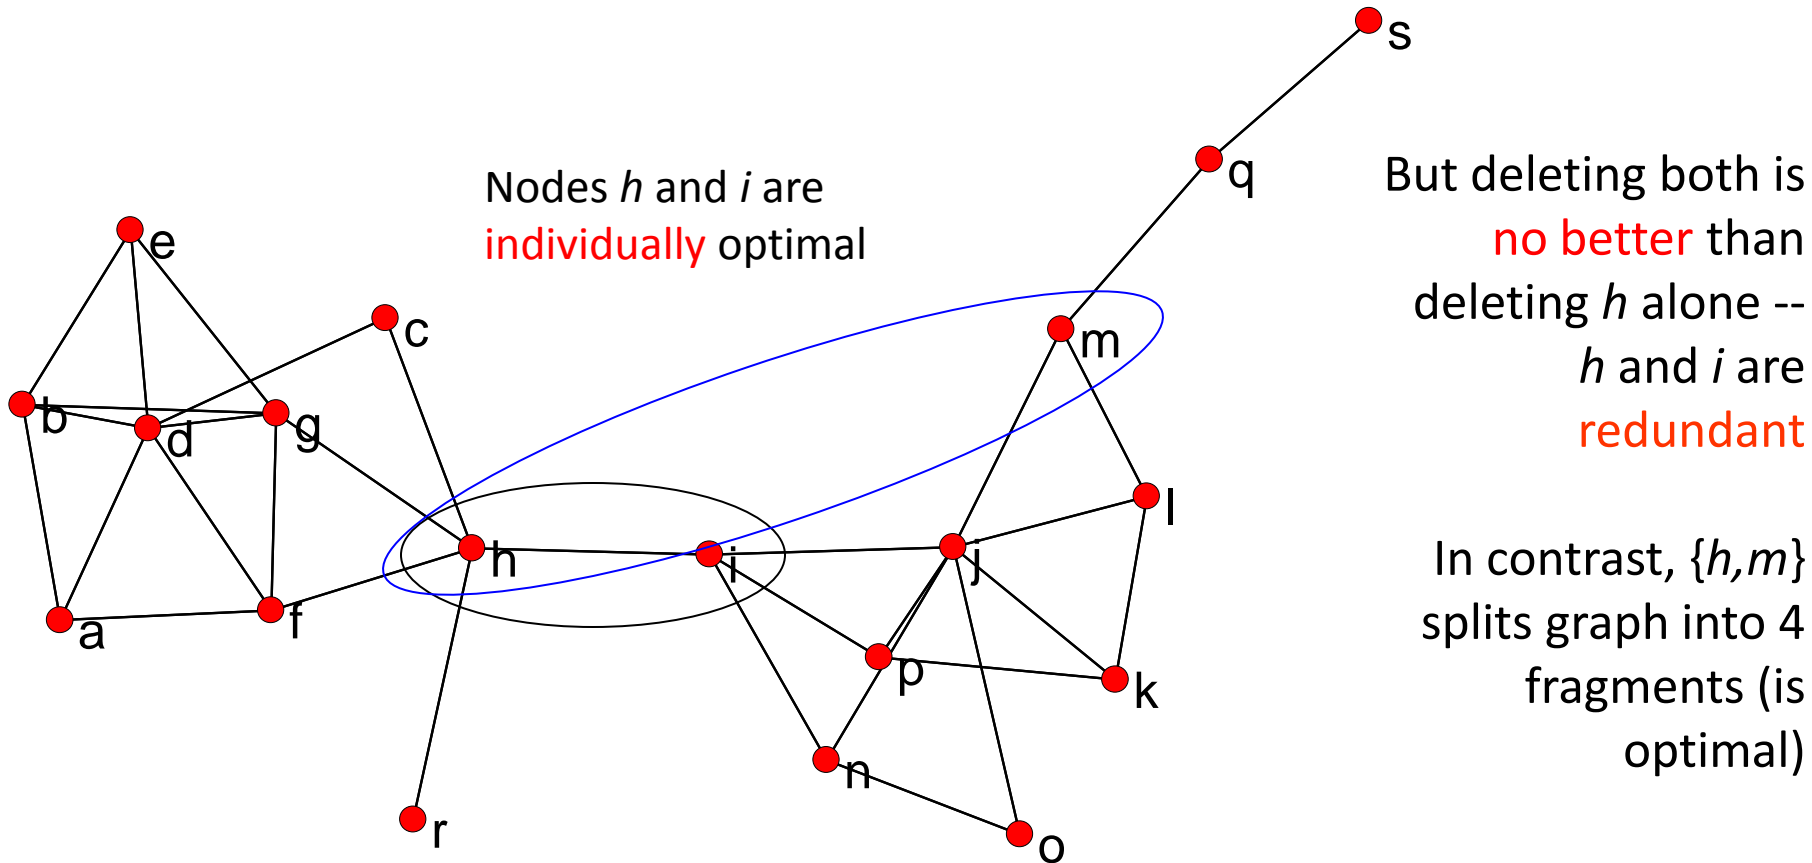 s
q
Nodes h and i are
individually optimal
But deleting both is
no better than
deleting h alone --
h and i are
redundant
In contrast, {h,m}
splits graph into 4
fragments (is
optimal)
e
c
m
b
d
g
l
h
i
j
a
f
p
k
n
r
o